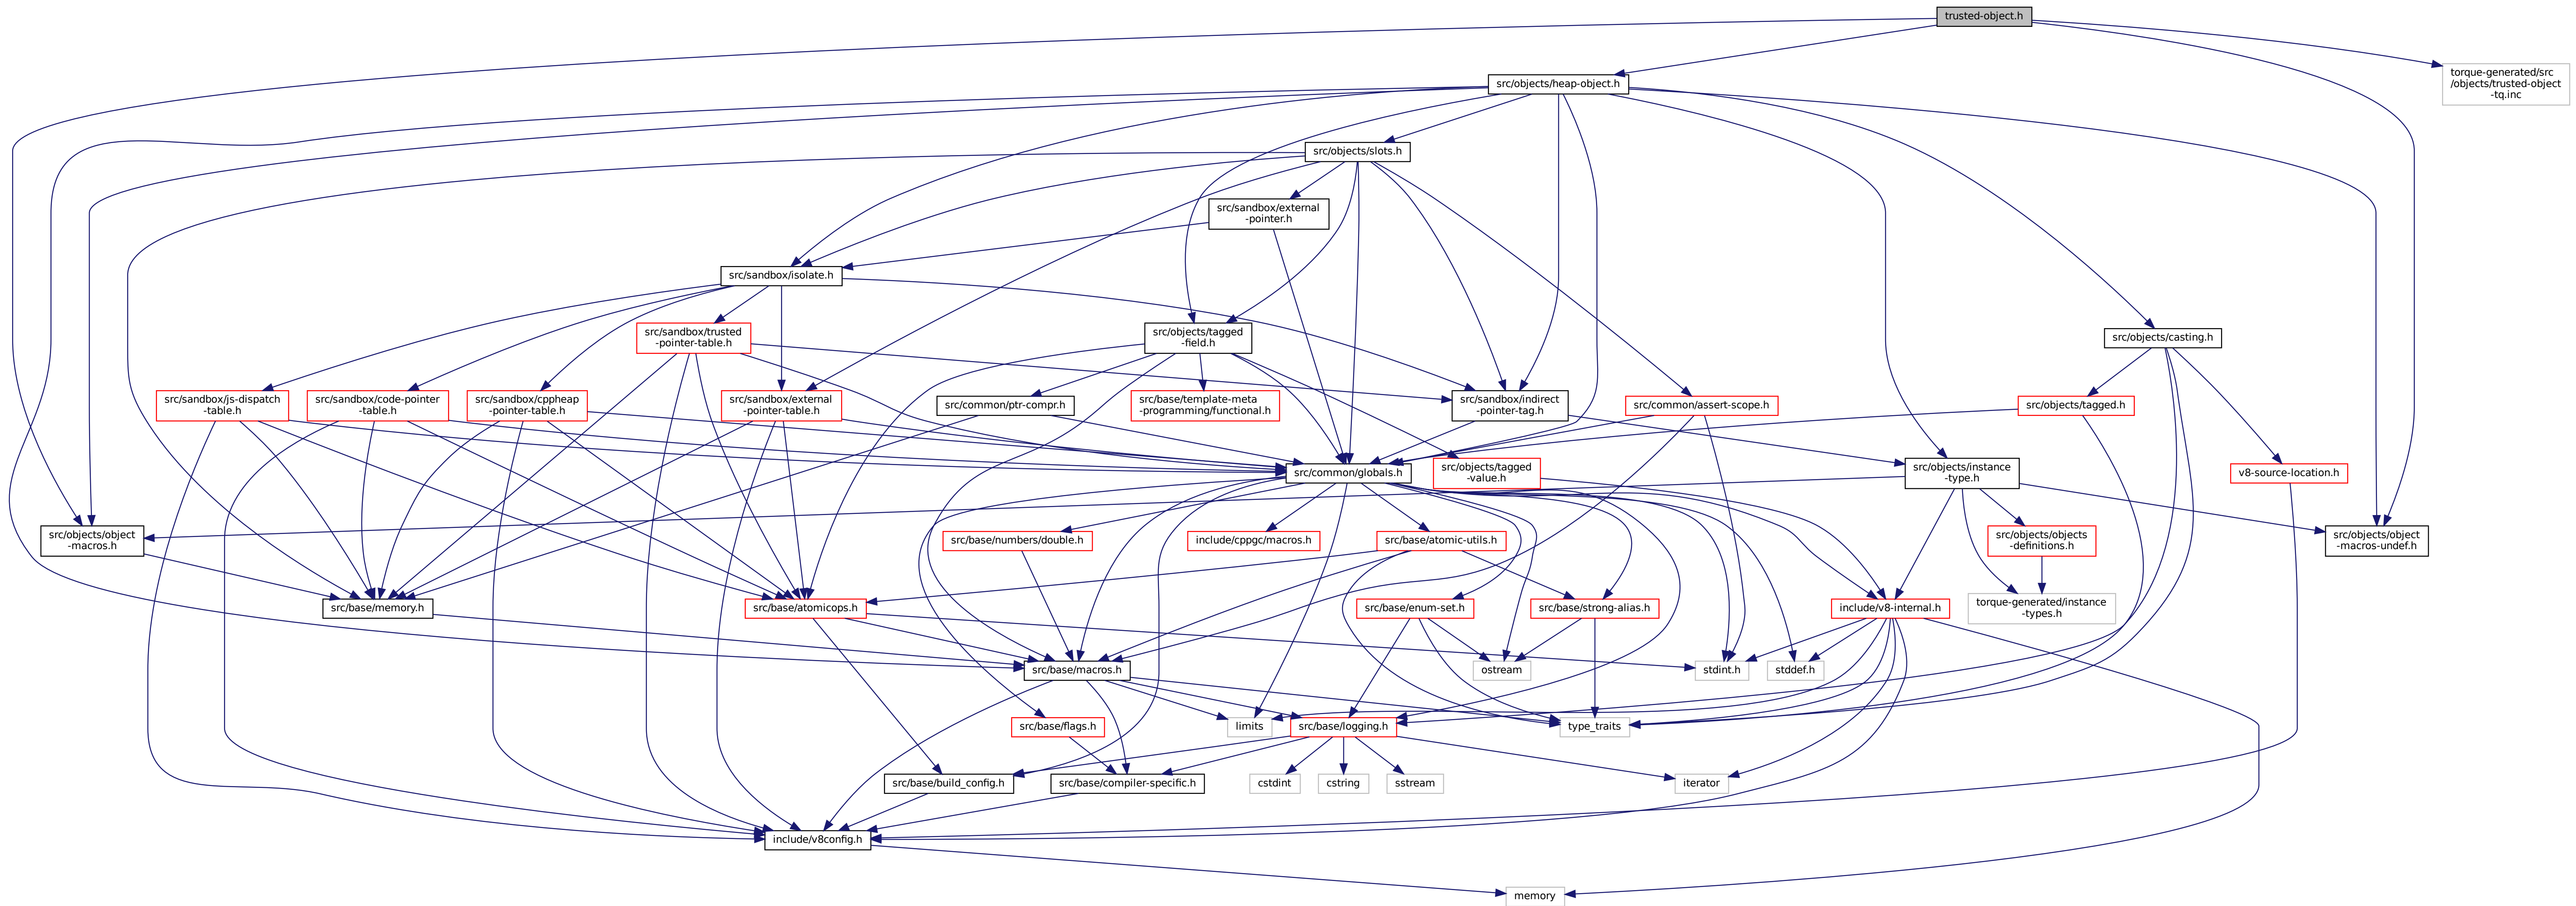 trusted-object.h
src/objects/heap-object.h
torque-generated/src
/objects/trusted-object
-tq.inc
src/objects/slots.h
src/sandbox/external
-pointer.h
src/sandbox/isolate.h
src/sandbox/trusted
-pointer-table.h
src/objects/tagged
-field.h
src/objects/casting.h
src/sandbox/js-dispatch
-table.h
src/sandbox/code-pointer
-table.h
src/sandbox/cppheap
-pointer-table.h
src/sandbox/external
-pointer-table.h
src/common/ptr-compr.h
src/base/template-meta
-programming/functional.h
src/sandbox/indirect
-pointer-tag.h
src/common/assert-scope.h
src/objects/tagged.h
src/common/globals.h
src/objects/tagged
-value.h
src/objects/instance
-type.h
v8-source-location.h
src/objects/object
-macros.h
src/base/numbers/double.h
include/cppgc/macros.h
src/base/atomic-utils.h
src/objects/objects
-definitions.h
src/objects/object
-macros-undef.h
src/base/memory.h
src/base/atomicops.h
src/base/enum-set.h
src/base/strong-alias.h
include/v8-internal.h
torque-generated/instance
-types.h
src/base/macros.h
ostream
stdint.h
stddef.h
src/base/flags.h
limits
src/base/logging.h
type_traits
src/base/build_config.h
src/base/compiler-specific.h
cstdint
cstring
sstream
iterator
include/v8config.h
memory